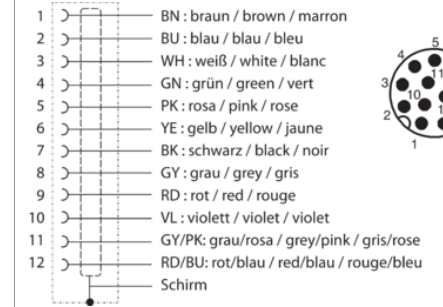 1 BN : braun / brown / marron
2 BU : blau / blau / bleu
3 WH : weiß / white / blanc
4 GN : grün / green / vert
5 PK : rosa / pink / rose
6 YE : gelb / yellow / jaune
7 BK : schwarz / black / noir
8 GY : grau / grey / gris
9 RD : rot / red / rouge
10 VL : violett / violet / violet
11 GY/PK: grau/rosa / grey/pink / gris/rose
12 RD/BU: rot/blau / red/blau / rouge/bleu
Schirm
5
4
11
3
10
2
1